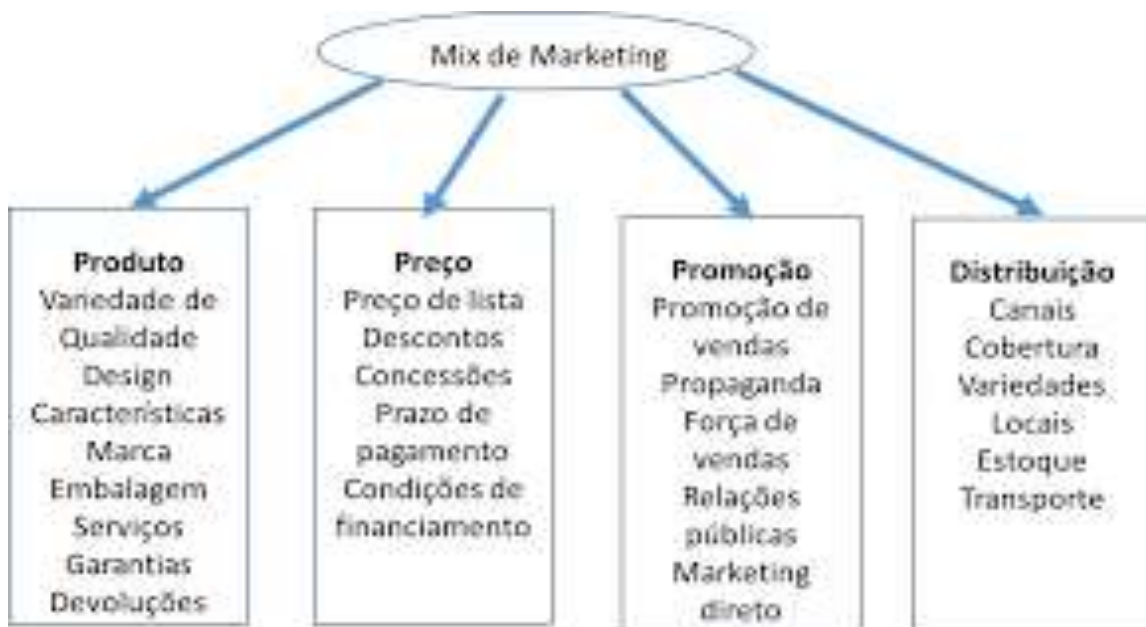 Mix de Marketing
Produto
Variedade de
Qualidade
Design
Características
Marca
Embalagem
Serviços
Garantias
Devoluções
Preço
Preço de lista
Descontos
Concessões
Prazo de
pagamento
Condições de
financiamento
Promoção
Promoção de
vendas
Propaganda
Força de
vendas
Relações
públicas
Marketing
direto
Distribuição
Canais
Cobertura
Variedades
Locais
Estoque
Transporte